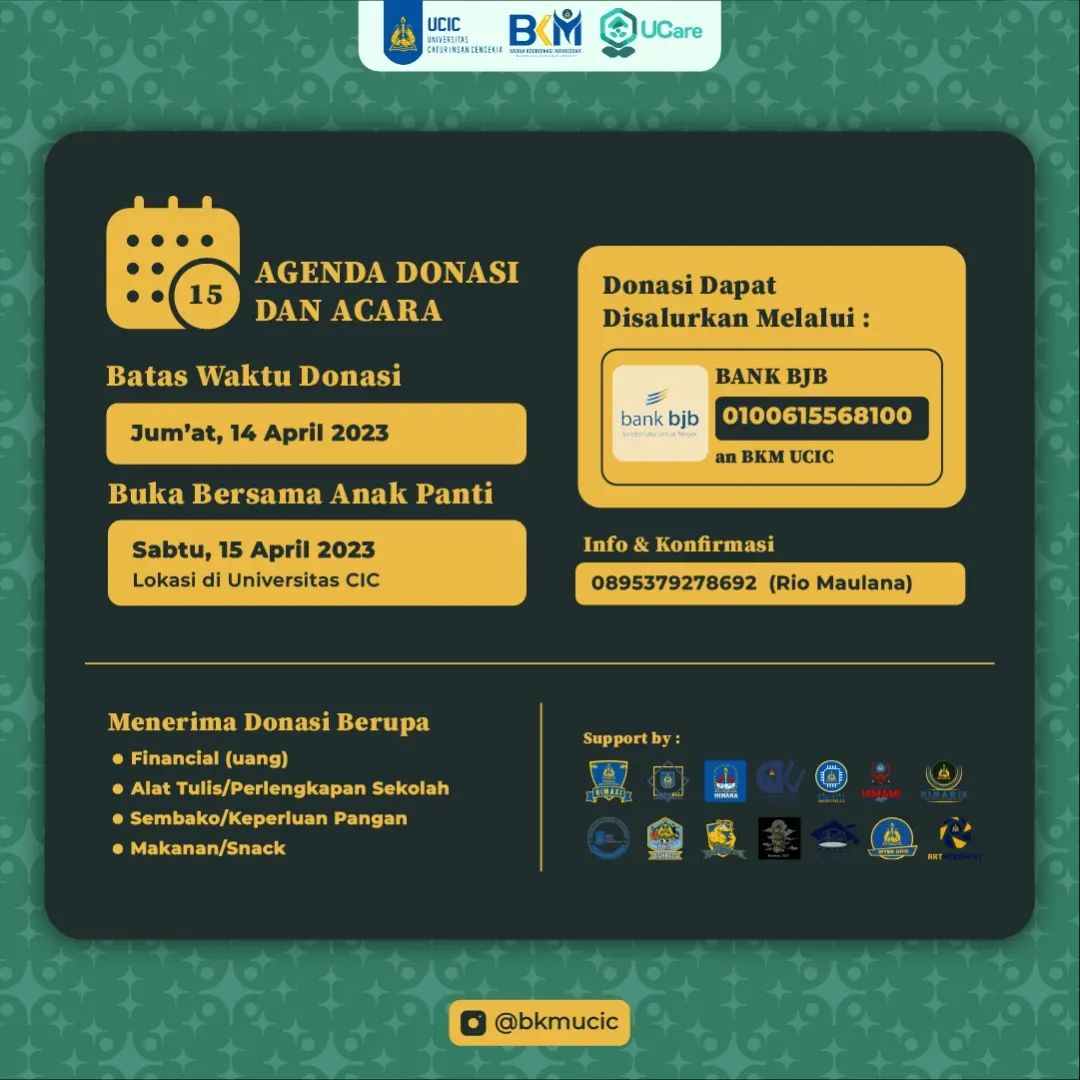 UCIC
UNIVERSITAS
CATUR INSAN CENDEKIA
BKM
UCare
15
AGENDA DONASI
DAN ACARA
Batas Waktu Donasi
Jum'at, 14 April 2023
Buka Bersama Anak Panti
Sabtu, 15 April 2023
Lokasi di Universitas CIC
Donasi Dapat
Disalurkan Melalui :
bank bjb
BANK BJB
0100615568100
an BKM UCIC
Info & Konfirmasi
0895379278692 (Rio Maulana)
Menerima Donasi Berupa
• Financial (uang)
• Alat Tulis/Perlengkapan Sekolah
• Sembako/Keperluan Pangan
• Makanan/Snack
Support by :
HIMASI
HIMAKA
HIMAMI
@bkmucic